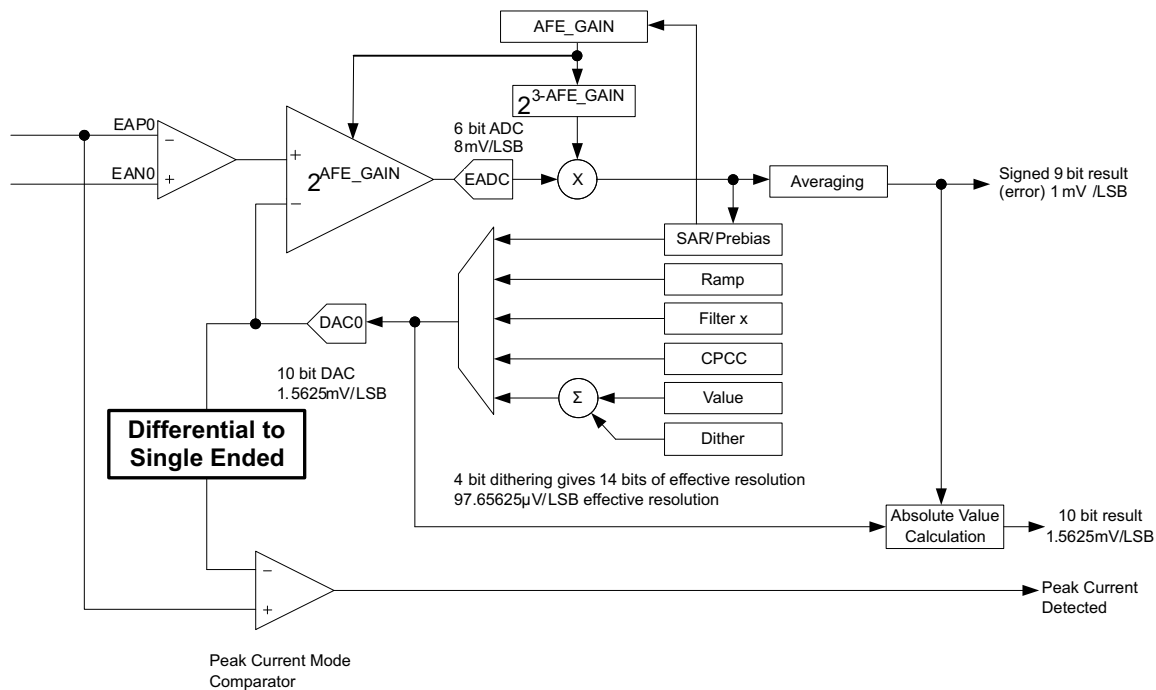 AFE_GAIN
2 3-AFE_GAIN
EAP0
−
EAN0
+
+
2 AFE_GAIN
−
6 bit ADC
8mV/LSB
EADC
X
Averaging
Signed 9 bit result
(error) 1 mV /LSB
SAR/Prebias
Ramp
Filter x
CPCC
Value
Dither
Σ
DAC0
10 bit DAC
1.5625mV/LSB
Differential to
Single Ended
4 bit dithering gives 14 bits of effective resolution
97.65625µV/LSB effective resolution
Absolute Value
Calculation
10 bit result
1.5625mV/LSB
−
+
Peak Current
Detected
Peak Current Mode
Comparator